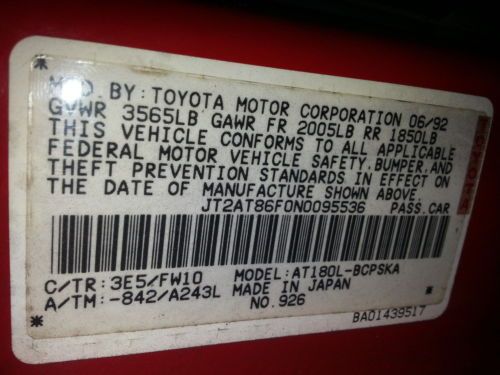 MFD. BY: TOYOTA MOTOR CORPORATION 06/92
GVWR 3565LB GAWR FR 2005LB RR 1850LB
THIS VEHICLE CONFORMS TO ALL APPLICABLE
FEDERAL MOTOR VEHICLE SAFETY, BUMPER, AND
THEFT PREVENTION STANDARDS IN EFFECT ON
THE DATE OF MANUFACTURE SHOWN ABOVE.
JT2AT86F0N0095536 PASS. CAR
TOYOTA
C/TR: 3E5/FW10 MODEL: AT180L-BCPSKA
A/TM: -842/A243L MADE IN JAPAN
NO. 926
BA01439517